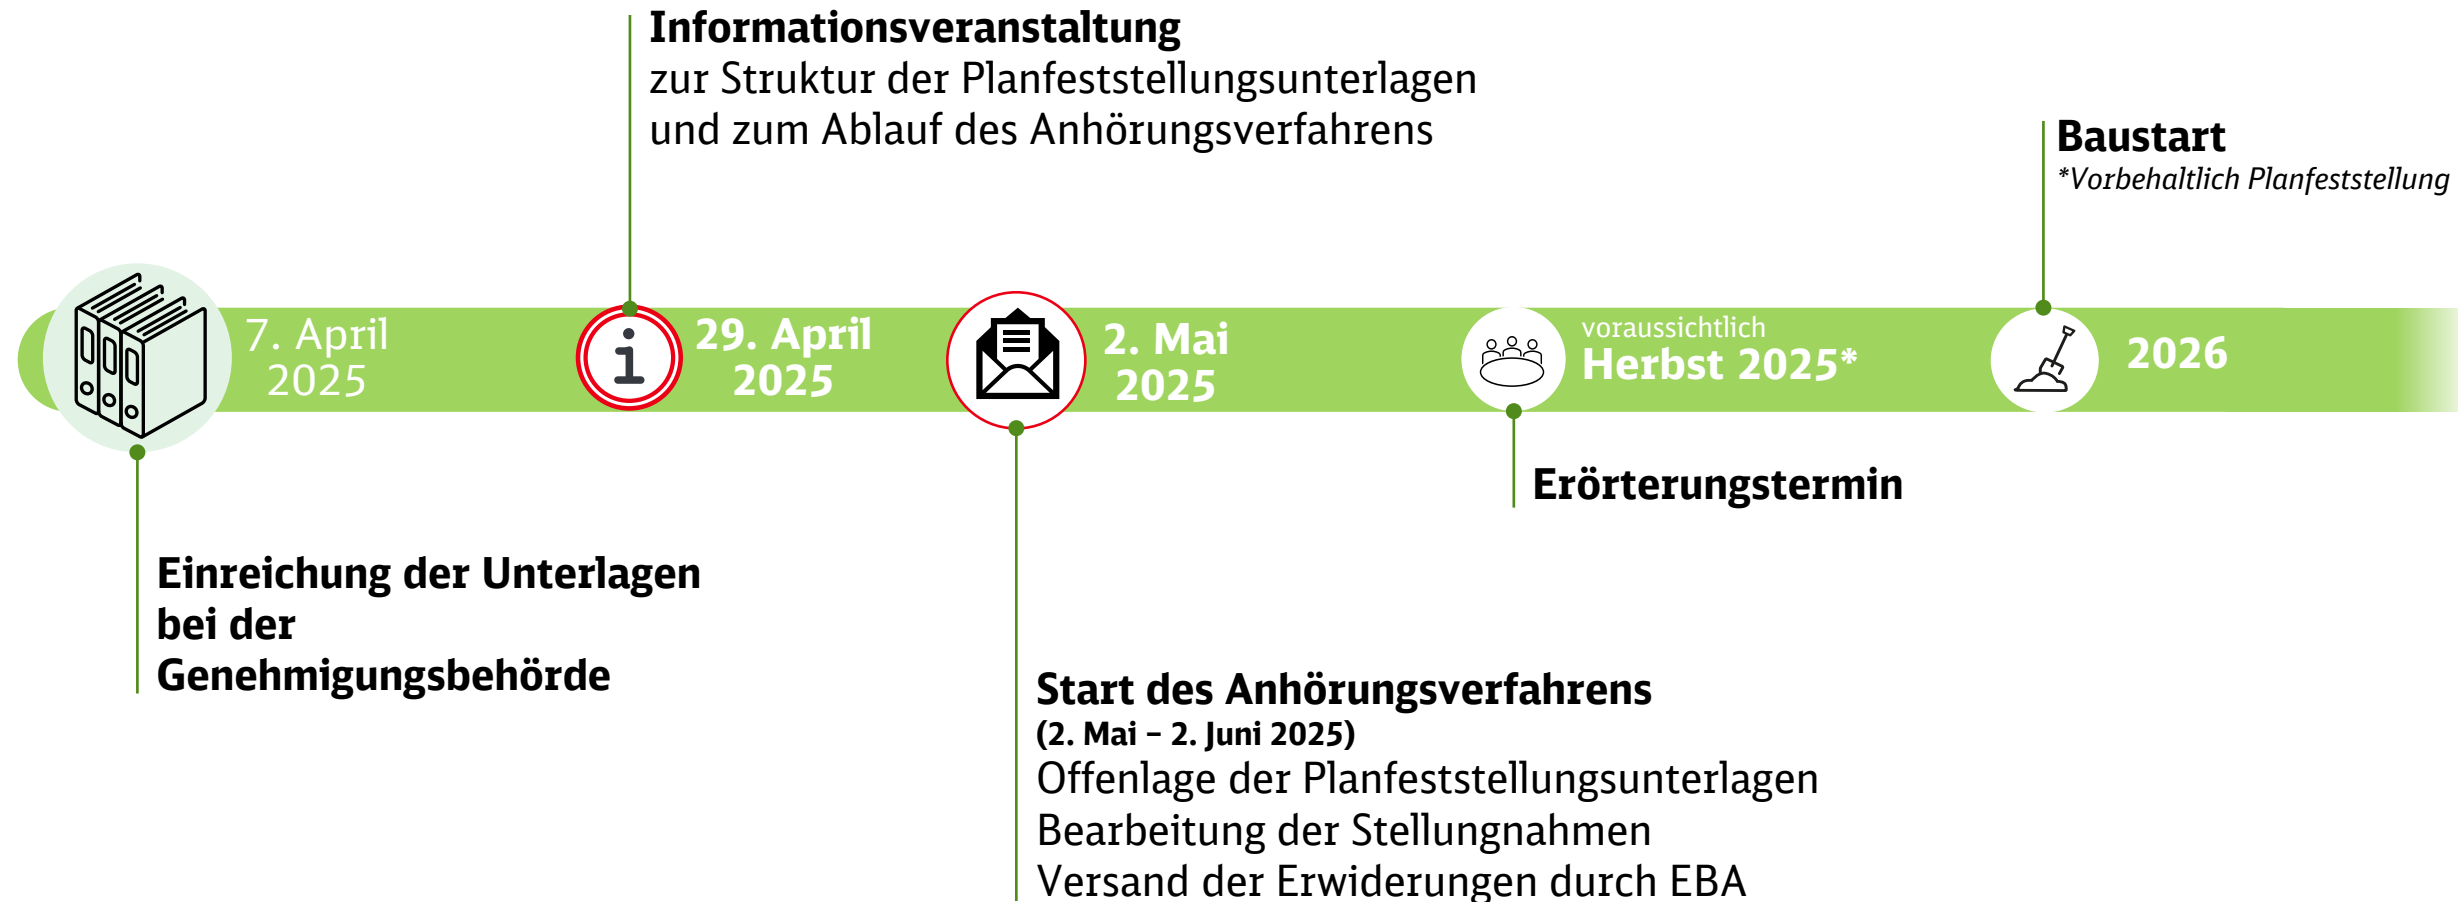 Informationsveranstaltung
zur Struktur der Planfeststellungsunterlagen
und zum Ablauf des Anhörungsverfahrens
Baustart
*Vorbehaltlich Planfeststellung
7. April
2025
29. April
2025
2. Mai
2025
voraussichtlich
Herbst 2025*
2026
Erörterungstermin
Einreichung der Unterlagen
bei der
Genehmigungsbehörde
Start des Anhörungsverfahrens
(2. Mai – 2. Juni 2025)
Offenlage der Planfeststellungsunterlagen
Bearbeitung der Stellungnahmen
Versand der Erwiderungen durch EBA